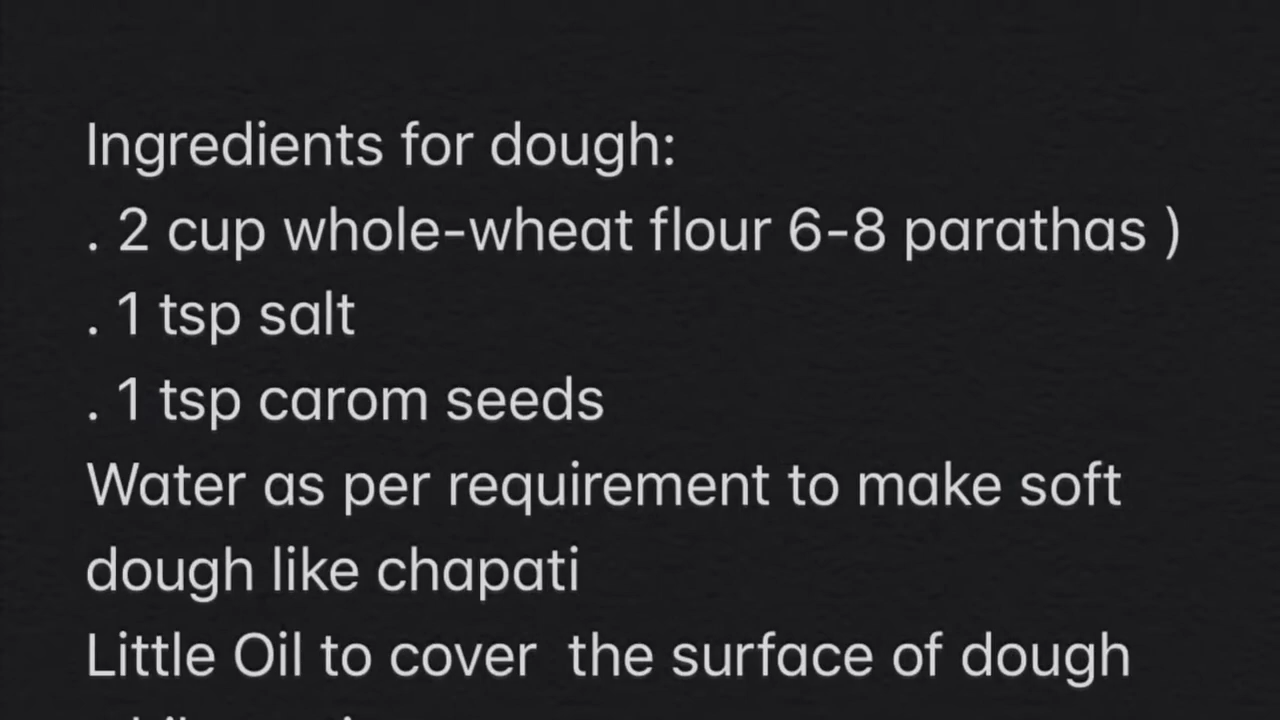 Ingredients for dough:
. 2 cup whole-wheat flour 6-8 parathas )
. 1 tsp salt
. 1 tsp carom seeds
Water as per requirement to make soft
dough like chapati
Little Oil to cover  the surface of dough